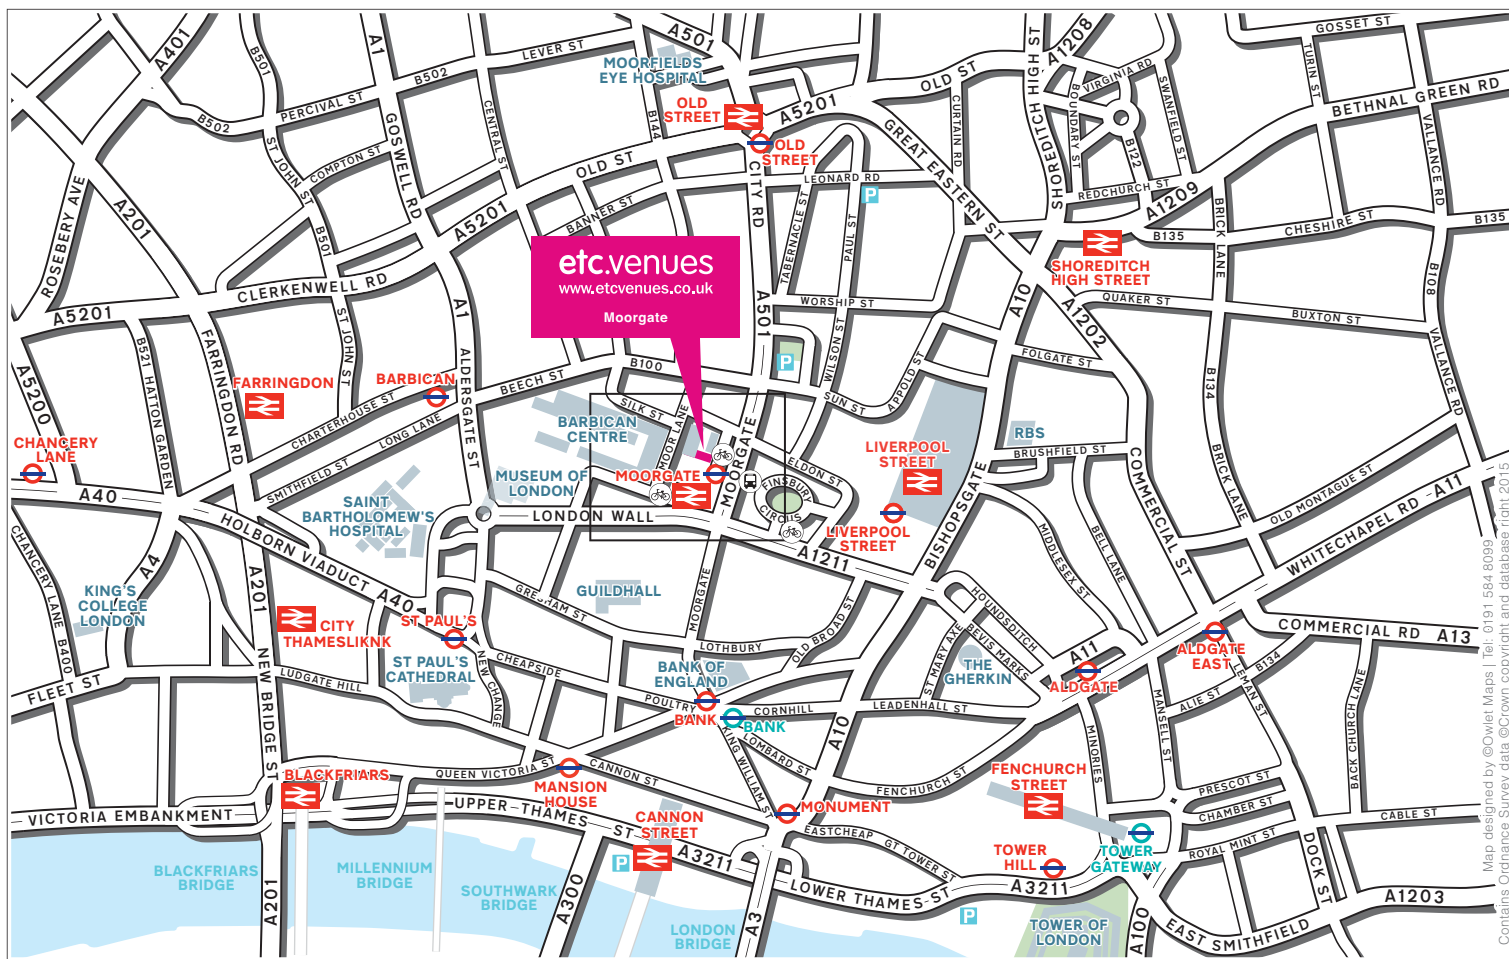 A401
B501
A1
LEVER ST
A501
MOORFIELDS
EYE HOSPITAL
B502
OLD ST
SHOREDITCH HIGH ST
A1208
GOSSET ST
TURIN ST
VIRGINIA RD
SWANFIELD ST
BETHNAL GREEN RD
PERCIVAL ST
B502
CENTRAL ST
B144
OLD
STREET
A5201
OLD
STREET
CURTAIN RD
BOUNDARY ST
B122
VALLANCE RD
GOSWELL RD
COMPTON ST
ST JOHN ST
OLD ST
GREAT EASTERN ST
LEONARD RD
P
REDCHURCH ST
A1209
ROSEBERY AVE
A201
B501
A5201
BANNER ST
CITY RD
TABERNACLE ST
PAUL ST
B135
BRICK LANE
CHESHIRE ST
B135
etc.venues
www.etcvenues.co.uk
Moorgate
SHOREDITCH
HIGH STREET
CLERKENWELL RD
A5201
A1
A501
WORSHIP ST
A10
A1202
QUAKER ST
BUXTON ST
B108
VALLANCE RD
B521 HATTON GARDEN
FARRINGDON RD
ST JOHN ST
ALDERSGATE ST
BEECH ST
B100
P
WILSON ST
APPOLD ST
SUN ST
FOLGATE ST
B134
A5200
FARRINGDON
BARBICAN
CHARTERHOUSE ST
LONG LANE
SMITHFIELD ST
BARBICAN
CENTRE
SILK ST
MOOR LANE
MOORGATE
LIVERPOOL
STREET
RBS
BRUSHFIELD ST
COMMERCIAL ST
BRICK LANE
OLD MONTAGUE ST
WHITECHAPEL RD - A11
CHANCERY
LANE
A40
SAINT
BARTHOLOMEW'S
HOSPITAL
MUSEUM OF
LONDON
MOORGATE
ELDON ST
FINSBURY
CIRCUS
LIVERPOOL
STREET
BISHOPSGATE
MIDDLESEX ST
BELL LANE
HOLBORN VIADUCT
A40
LONDON WALL
A1211
CHANCERY LANE B400
A4
KING'S
COLLEGE
LONDON
A201
CITY
THAMESLIKNK
ST PAUL'S
GRESHAM ST
GUILDHALL
MOORGATE
LOTHBURY
OLD BROAD ST
HOUNDSDITCH
BEVIS MARKS
ST MARY AXE
THE
GHERKIN
A11
ALDGATE
ALDGATE
EAST
COMMERCIAL RD A13
B134
FLEET ST
LUDGATE HILL
NEW BRIDGE ST
ST PAUL'S
CATHEDRAL
NEW CHANGE
CHEAPSIDE
POULTRY
BANK OF
ENGLAND
BANK
BANK
CORNHILL
LEADENHALL ST
A10
MINORIES
MANSELL ST
ALIE ST
LEMAN ST
BACK CHURCH LANE
BLACKFRIARS
QUEEN VICTORIA ST
MANSION
HOUSE
CANNON ST
KING WILLIAM ST
LOMBARD ST
FENCHURCH ST
FENCHURCH
STREET
PRESCOT ST
CHAMBER ST
ROYAL MINT ST
CABLE ST
VICTORIA EMBANKMENT
UPPER-THAMES-ST
CANNON
STREET
MONUMENT
EASTCHEAP
GT TOWER ST
TOWER
HILL
TOWER
GATEWAY
DOCK ST
BLACKFRIARS
BRIDGE
MILLENNIUM
BRIDGE
SOUTHWARK
BRIDGE
P
A3211
LOWER THAMES-ST
A3211
P
A201
A300
LONDON
BRIDGE
A3
TOWER OF
LONDON
A100
EAST SMITHFIELD
A1203
Map designed by ©Owlet Maps | Tel: 0191 584 8099
Contains Ordnance Survey data ©Crown copyright and database right 2015